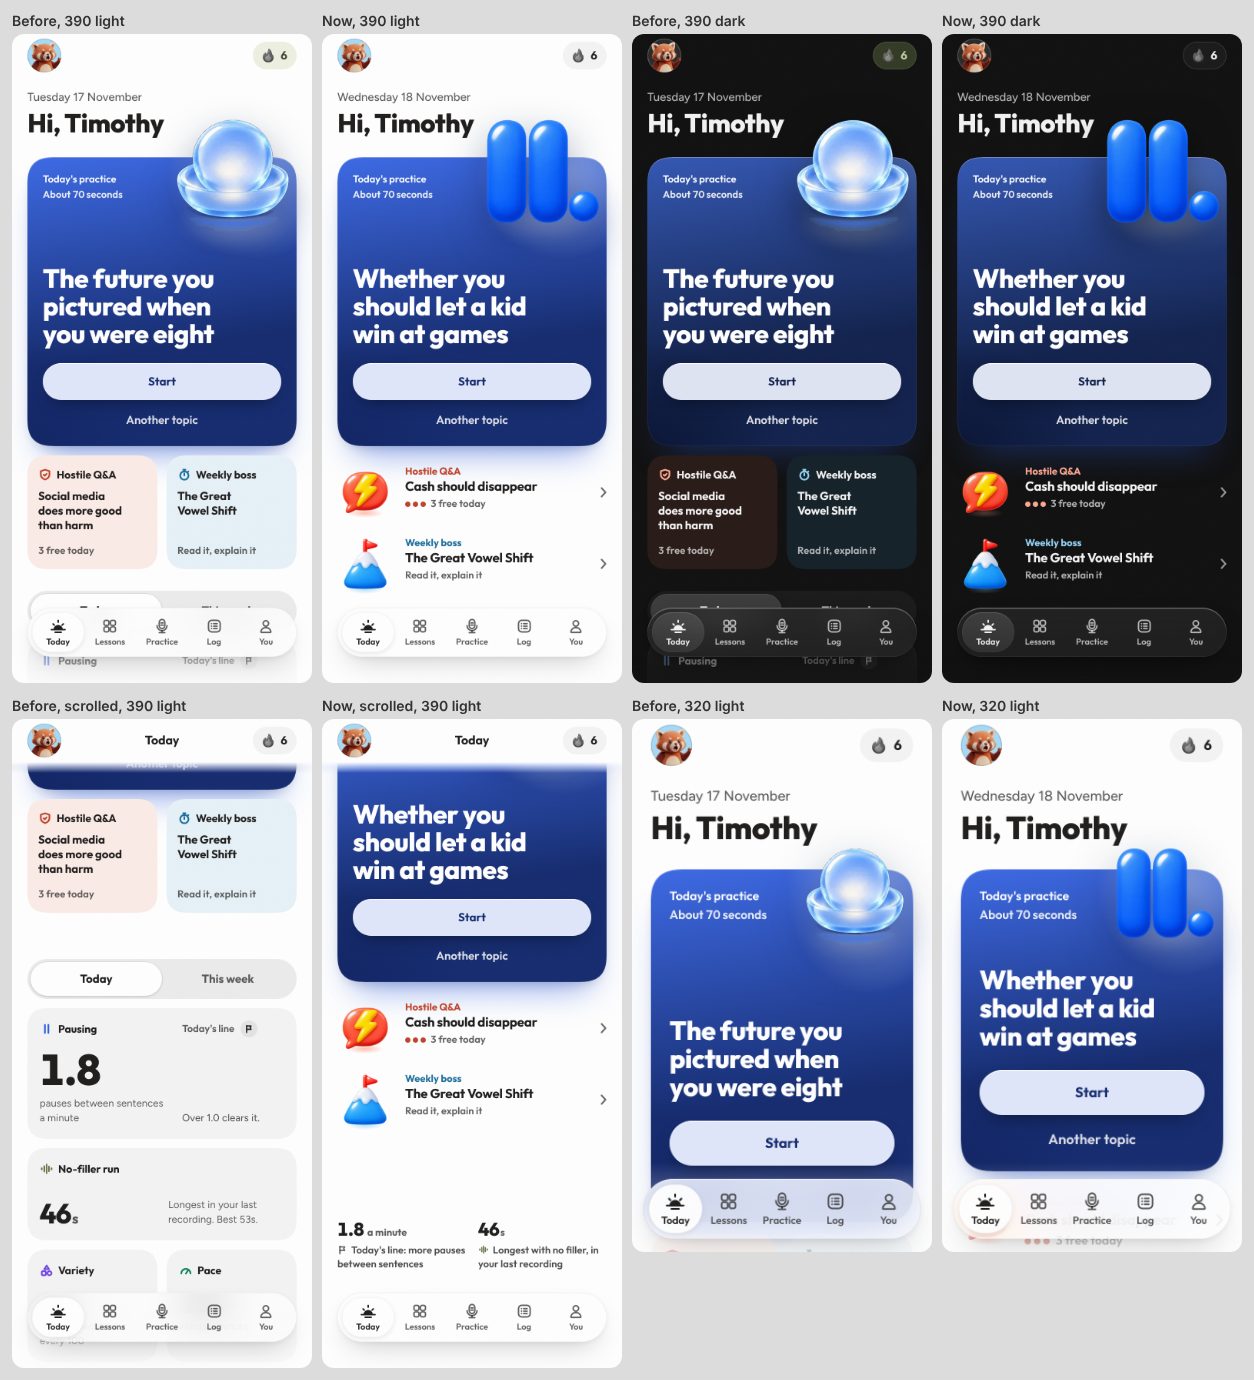 Before, 390 light
Tuesday 17 November
6
Hi, Timothy
Today's practice
About 70 seconds
The future you
pictured when
you were eight
Start
Another topic
Hostile Q&A
Social media
does more good
than harm
3 free today
Weekly boss
The Great
Vowel Shift
Read it, explain it
Pausing
Today's line
Today
Lessons
Practice
Log
You
Now, 390 light
6
Wednesday 18 November
Hi, Timothy
Today's practice
About 70 seconds
Whether you
should let a kid
win at games
Start
Another topic
Hostile Q&A
Cash should disappear
3 free today
Weekly boss
The Great Vowel Shift
Read it, explain it
Today
Lessons
Practice
Log
You
Before, 390 dark
6
Tuesday 17 November
Hi, Timothy
Today's practice
About 70 seconds
The future you
pictured when
you were eight
Start
Another topic
Hostile Q&A
Social media
does more good
than harm
3 free today
Weekly boss
The Great
Vowel Shift
Read it, explain it
Pausing
Today's line
Today
Lessons
Practice
Log
You
Now, 390 dark
6
Wednesday 18 November
Hi, Timothy
Today's practice
About 70 seconds
Whether you
should let a kid
win at games
Start
Another topic
Hostile Q&A
Cash should disappear
3 free today
Weekly boss
The Great Vowel Shift
Read it, explain it
Today
Lessons
Practice
Log
You
Before, scrolled, 390 light
Today
6
Another topic
Hostile Q&A
Social media
does more good
than harm
3 free today
Weekly boss
The Great
Vowel Shift
Read it, explain it
Today
This week
Pausing
1.8
pauses between sentences
a minute
Today's line
Over 1.0 clears it.
No-filler run
46s
Longest in your last
recording. Best 53s.
Variety
Pace
Today
Lessons
Practice
Log
You
Now, scrolled, 390 light
Today
6
Whether you
should let a kid
win at games
Start
Another topic
Hostile Q&A
Cash should disappear
3 free today
Weekly boss
The Great Vowel Shift
Read it, explain it
1.8 a minute
Today's line: more pauses
between sentences
46s
Longest with no filler, in
your last recording
Today
Lessons
Practice
Log
You
Before, 320 light
6
Tuesday 17 November
Hi, Timothy
Today's practice
About 70 seconds
The future you
pictured when
you were eight
Start
Today
Lessons
Practice
Log
You
Now, 320 light
6
Wednesday 18 November
Hi, Timothy
Today's practice
About 70 seconds
Whether you
should let a kid
win at games
Start
Another topic
Today
Lessons
Practice
Log
You
3 free today